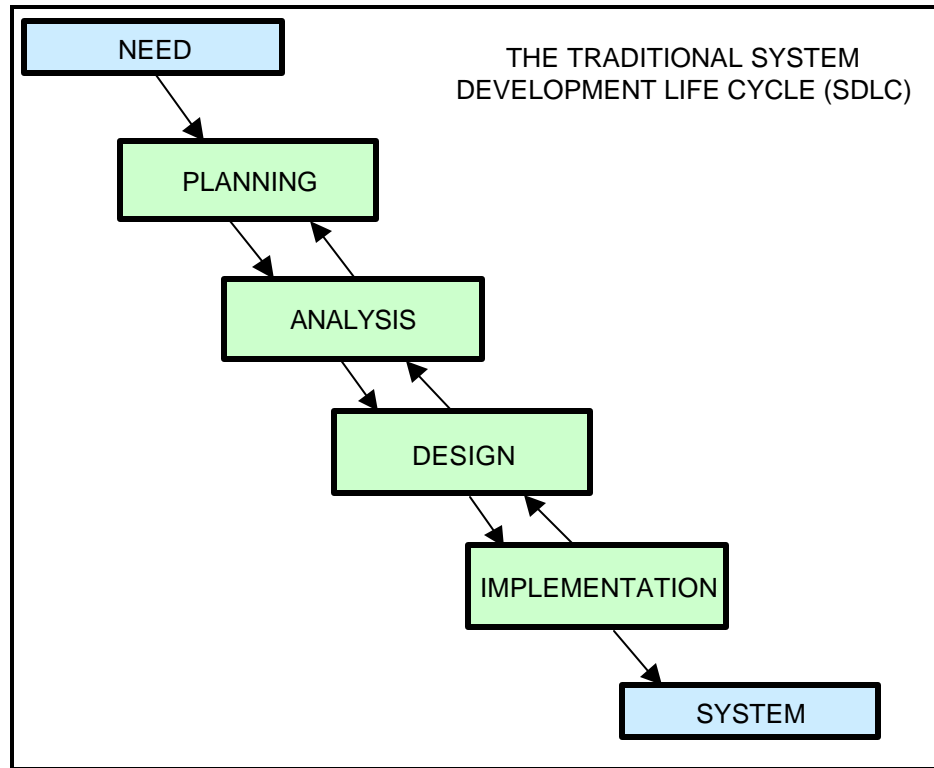 NEED
THE TRADITIONAL SYSTEM
DEVELOPMENT LIFE CYCLE (SDLC)
PLANNING
ANALYSIS
DESIGN
IMPLEMENTATION
SYSTEM